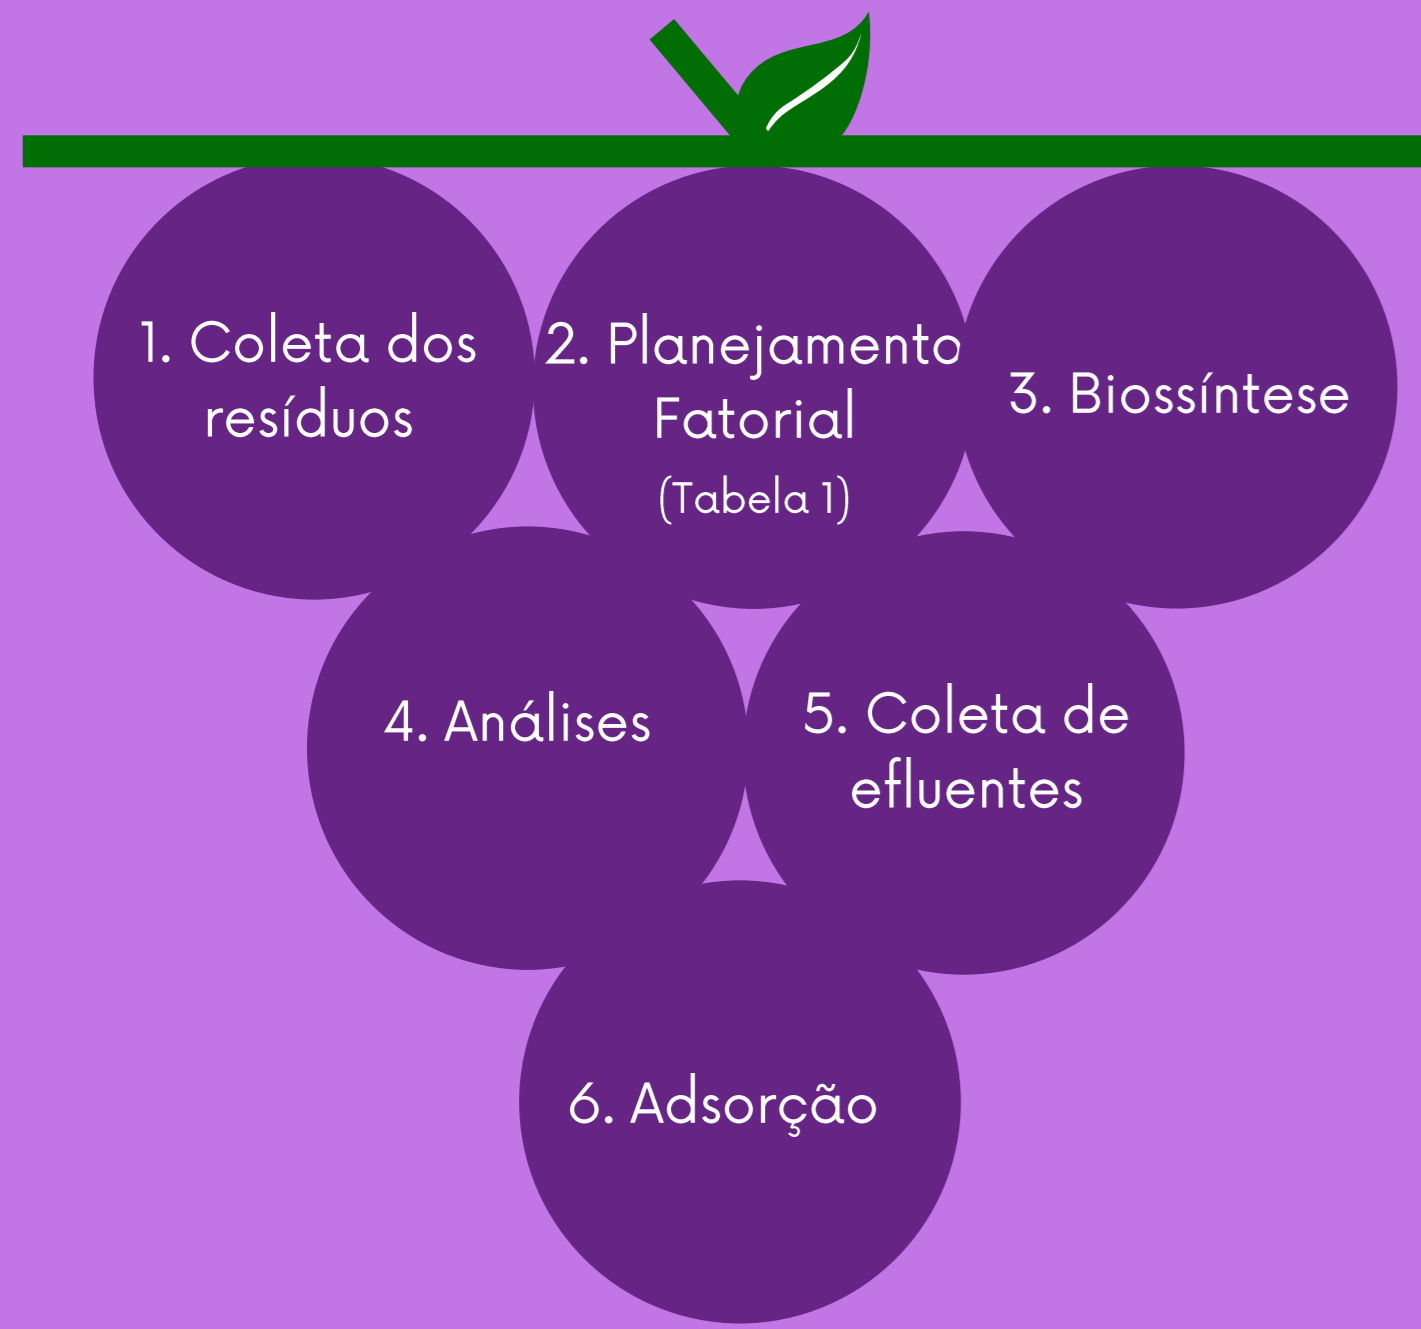 1. Coleta dos
resíduos
2. Planejamento
Fatorial
(Tabela 1)
3. Biossíntese
4. Análises
5. Coleta de
efluentes
6. Adsorção